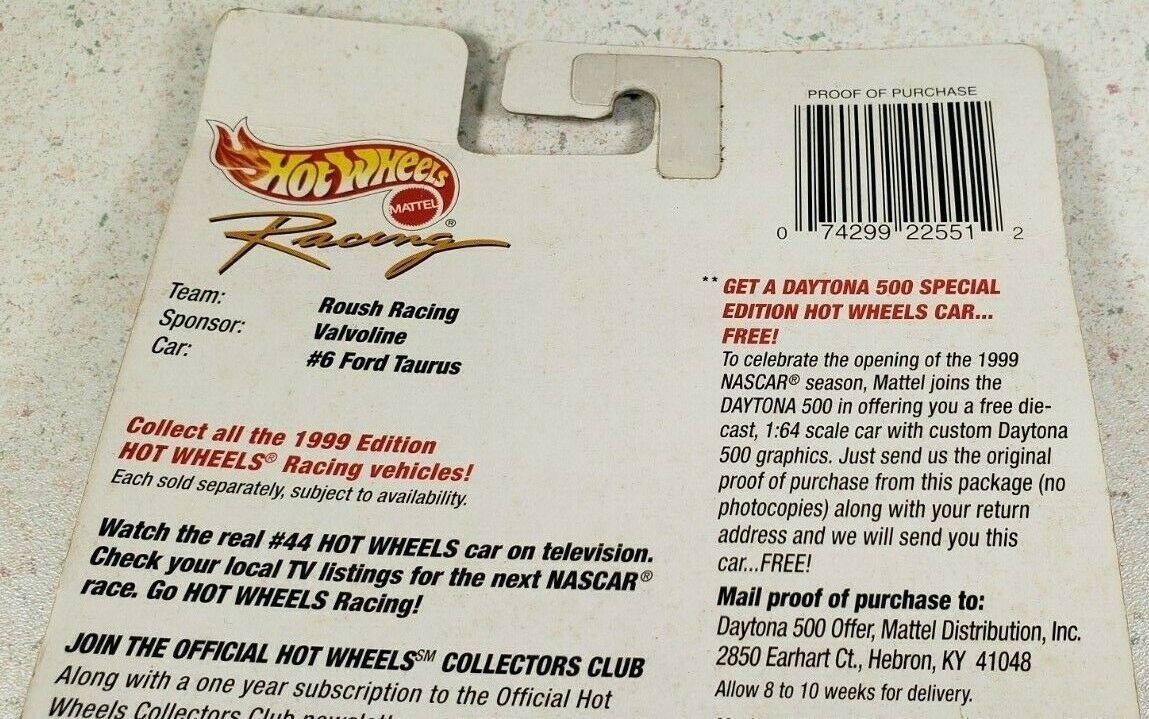 HOT WHEELS
MATTEL
®
Racing
Team: Roush Racing
Sponsor: Valvoline
Car: #6 Ford Taurus
Collect all the 1999 Edition
HOT WHEELS® Racing vehicles!
Each sold separately, subject to availability.
Watch the real #44 HOT WHEELS car on television.
Check your local TV listings for the next NASCAR®
race. Go HOT WHEELS Racing!
JOIN THE OFFICIAL HOT WHEELS℠ COLLECTORS CLUB
Along with a one year subscription to the Official Hot
Wheels Collectors Club
PROOF OF PURCHASE
0 74299 22551 2
** GET A DAYTONA 500 SPECIAL
EDITION HOT WHEELS CAR...
FREE!
To celebrate the opening of the 1999
NASCAR® season, Mattel joins the
DAYTONA 500 in offering you a free die-
cast, 1:64 scale car with custom Daytona
500 graphics. Just send us the original
proof of purchase from this package (no
photocopies) along with your return
address and we will send you this
car...FREE!
Mail proof of purchase to:
Daytona 500 Offer, Mattel Distribution, Inc.
2850 Earhart Ct., Hebron, KY 41048
Allow 8 to 10 weeks for delivery.